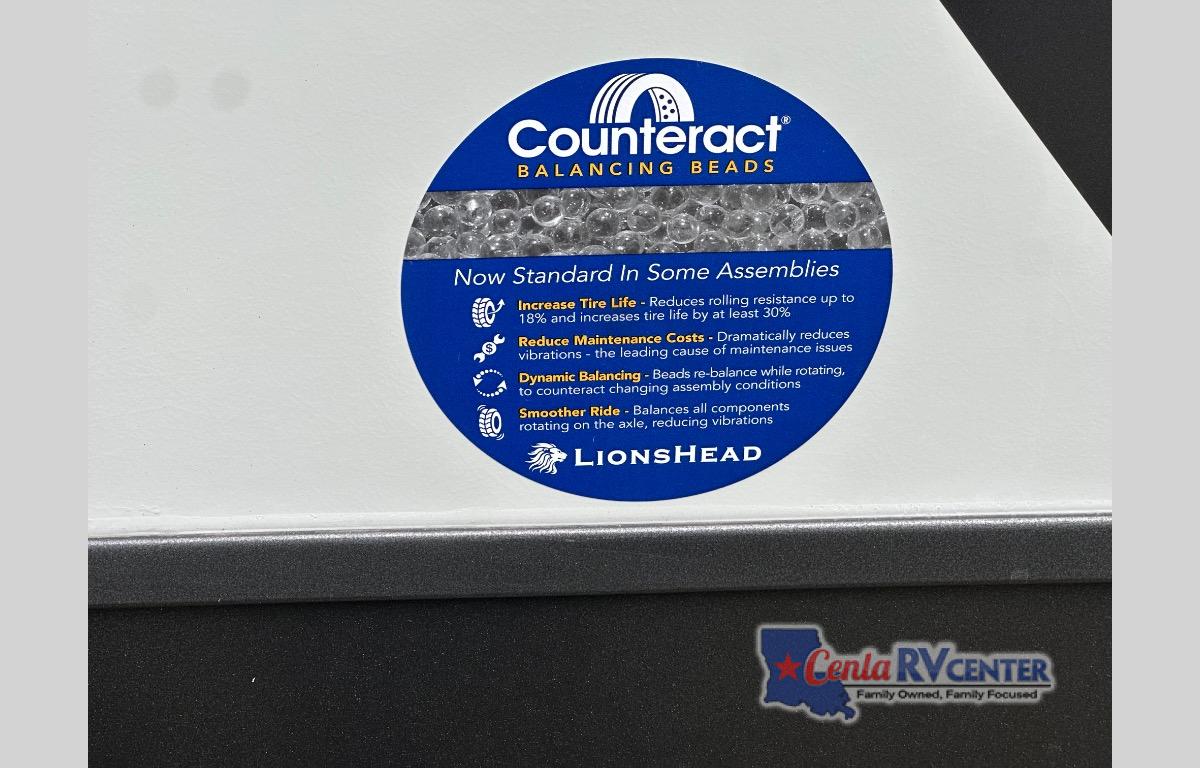 Counteract®
BALANCING BEADS
Now Standard In Some Assemblies
Increase Tire Life - Reduces rolling resistance up to
18% and increases tire life by at least 30%
Reduce Maintenance Costs - Dramatically reduces
vibrations - the leading cause of maintenance issues
Dynamic Balancing - Beads re-balance while rotating,
to counteract changing assembly conditions
Smoother Ride - Balances all components
rotating on the axle, reducing vibrations
LIONSHEAD
Cenla RV CENTER
Family Owned, Family Focused